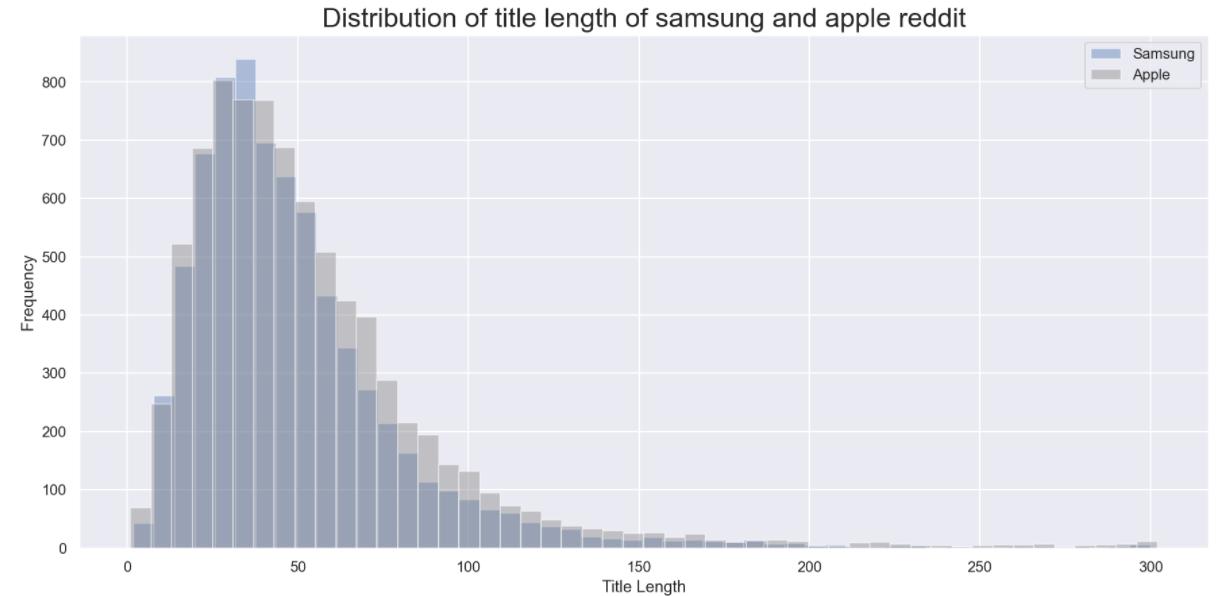 Distribution of title length of samsung and apple reddit
Samsung
Apple
800
700
600
500
400
300
200
100
0
Frequency
0 50 100 150 200 250 300
Title Length